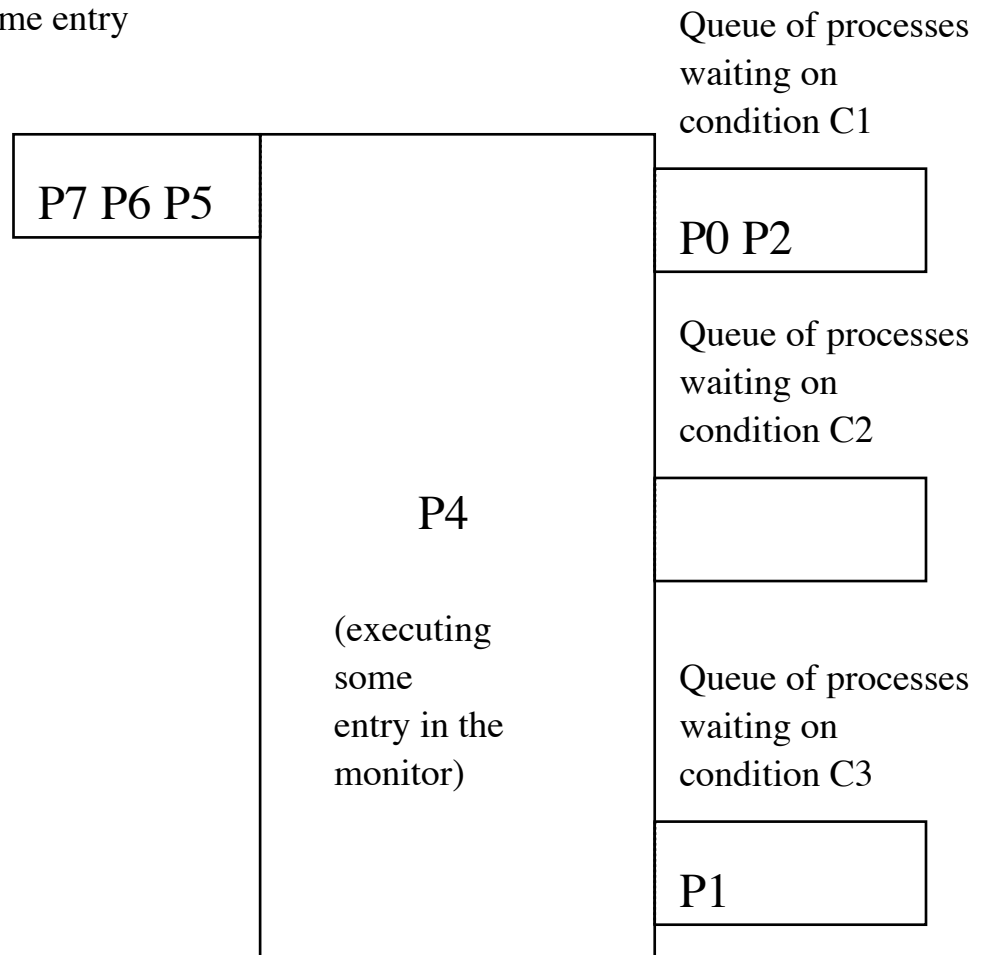 entry
Queue of processes
waiting on
condition C1
P7 P6 P5
P0 P2
Queue of processes
waiting on
condition C2
P4
(executing
some
entry in the
monitor)
Queue of processes
waiting on
condition C3
P1